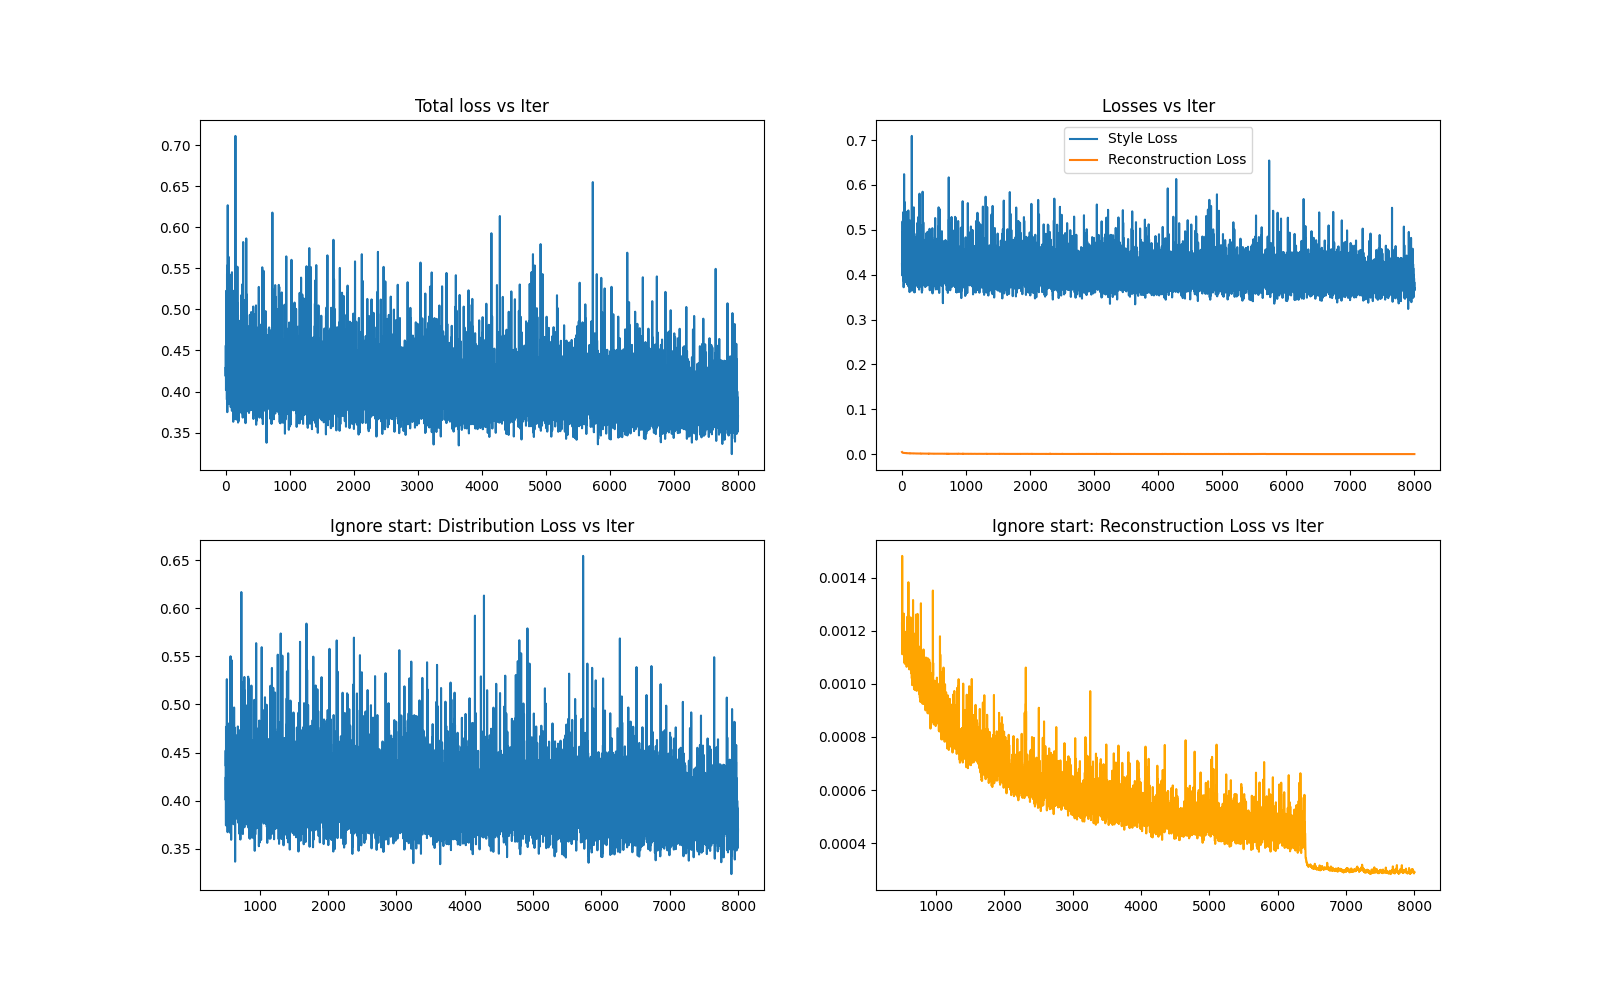 Total loss vs Iter
0.70
0.65
0.60
0.55
0.50
0.45
0.40
0.35
0 1000 2000 3000 4000 5000 6000 7000 8000
Losses vs Iter
Style Loss
Reconstruction Loss
0.7
0.6
0.5
0.4
0.3
0.2
0.1
0.0
0 1000 2000 3000 4000 5000 6000 7000 8000
Ignore start: Distribution Loss vs Iter
0.65
0.60
0.55
0.50
0.45
0.40
0.35
1000 2000 3000 4000 5000 6000 7000 8000
Ignore start: Reconstruction Loss vs Iter
0.0014
0.0012
0.0010
0.0008
0.0006
0.0004
1000 2000 3000 4000 5000 6000 7000 8000